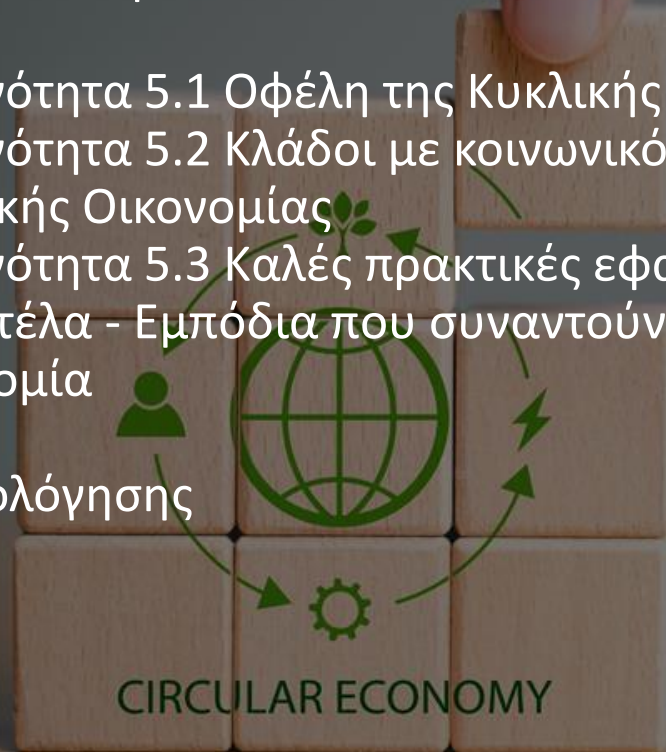 νότητα 5.1 Οφέλη της Κυκλικής
νότητα 5.2 Κλάδοι με κοινωνικό
κής Οικονομίας
νότητα 5.3 Καλές πρακτικές εφα
τέλα - Εμπόδια που συναντούν
ομία
ολόγησης
CIRCULAR ECONOMY